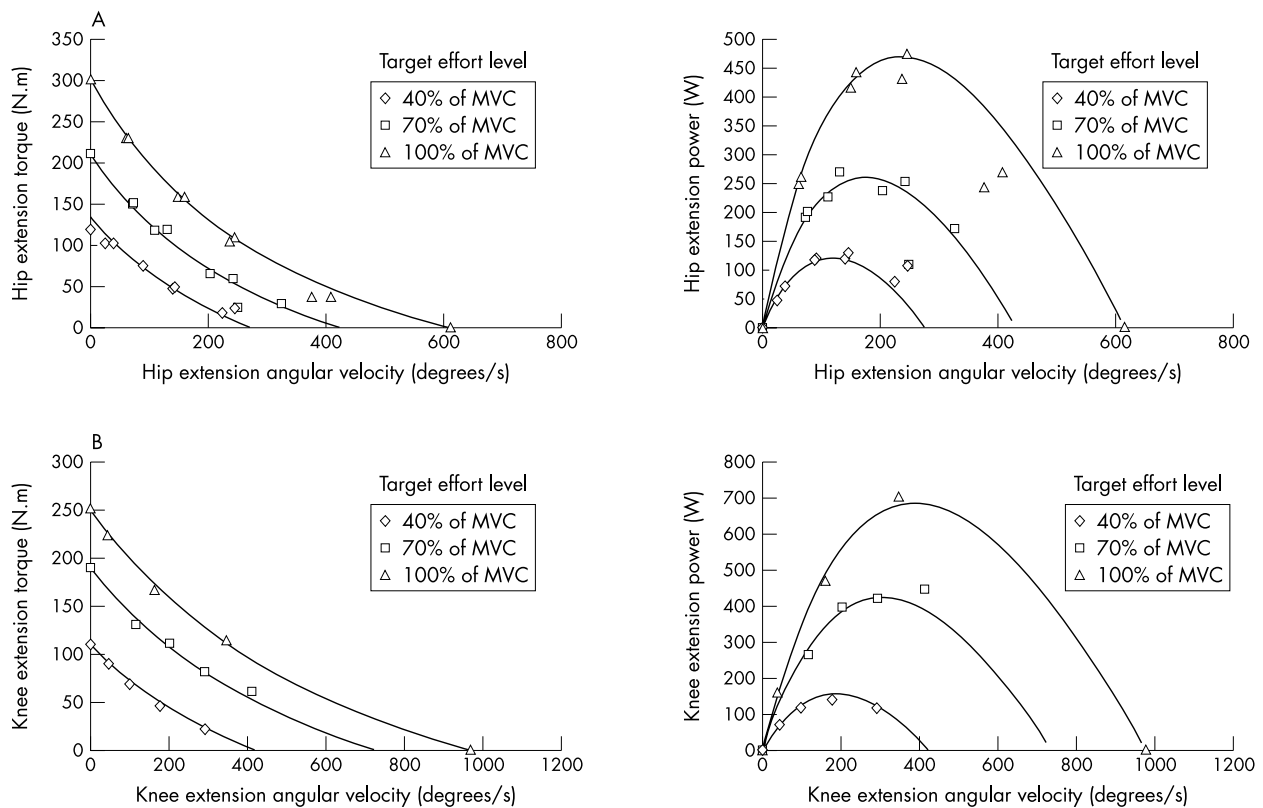 A
Hip extension torque (N.m)
350
300
250
200
150
100
50
0
0 200 400 600 800
Hip extension angular velocity (degrees/s)
Target effort level
40% of MVC
70% of MVC
100% of MVC
Hip extension power (W)
500
450
400
350
300
250
200
150
100
50
0
0 200 400 600 800
Hip extension angular velocity (degrees/s)
Target effort level
40% of MVC
70% of MVC
100% of MVC
B
Knee extension torque (N.m)
300
250
200
150
100
50
0
0 200 400 600 800 1000 1200
Knee extension angular velocity (degrees/s)
Target effort level
40% of MVC
70% of MVC
100% of MVC
Knee extension power (W)
800
700
600
500
400
300
200
100
0
0 200 400 600 800 1000 1200
Knee extension angular velocity (degrees/s)
Target effort level
40% of MVC
70% of MVC
100% of MVC